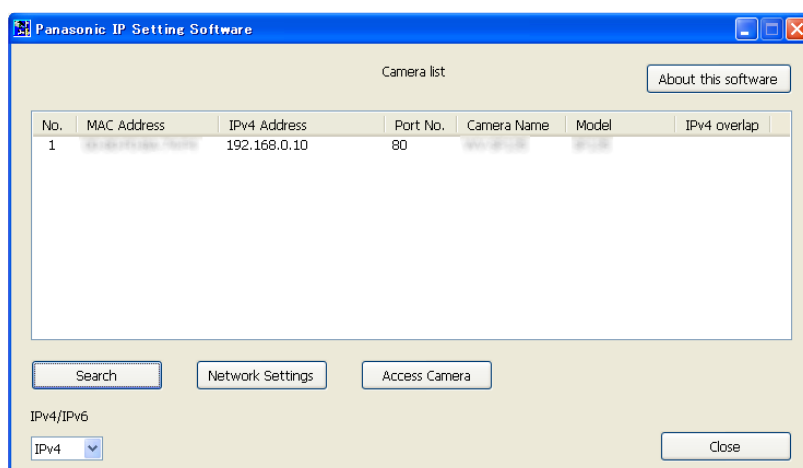 Panasonic IP Setting Software
Camera list
About this software
No. MAC Address IPv4 Address Port No. Camera Name Model IPv4 overlap
1 192.168.0.10 80
Search Network Settings Access Camera
IPv4/IPv6
IPv4
Close